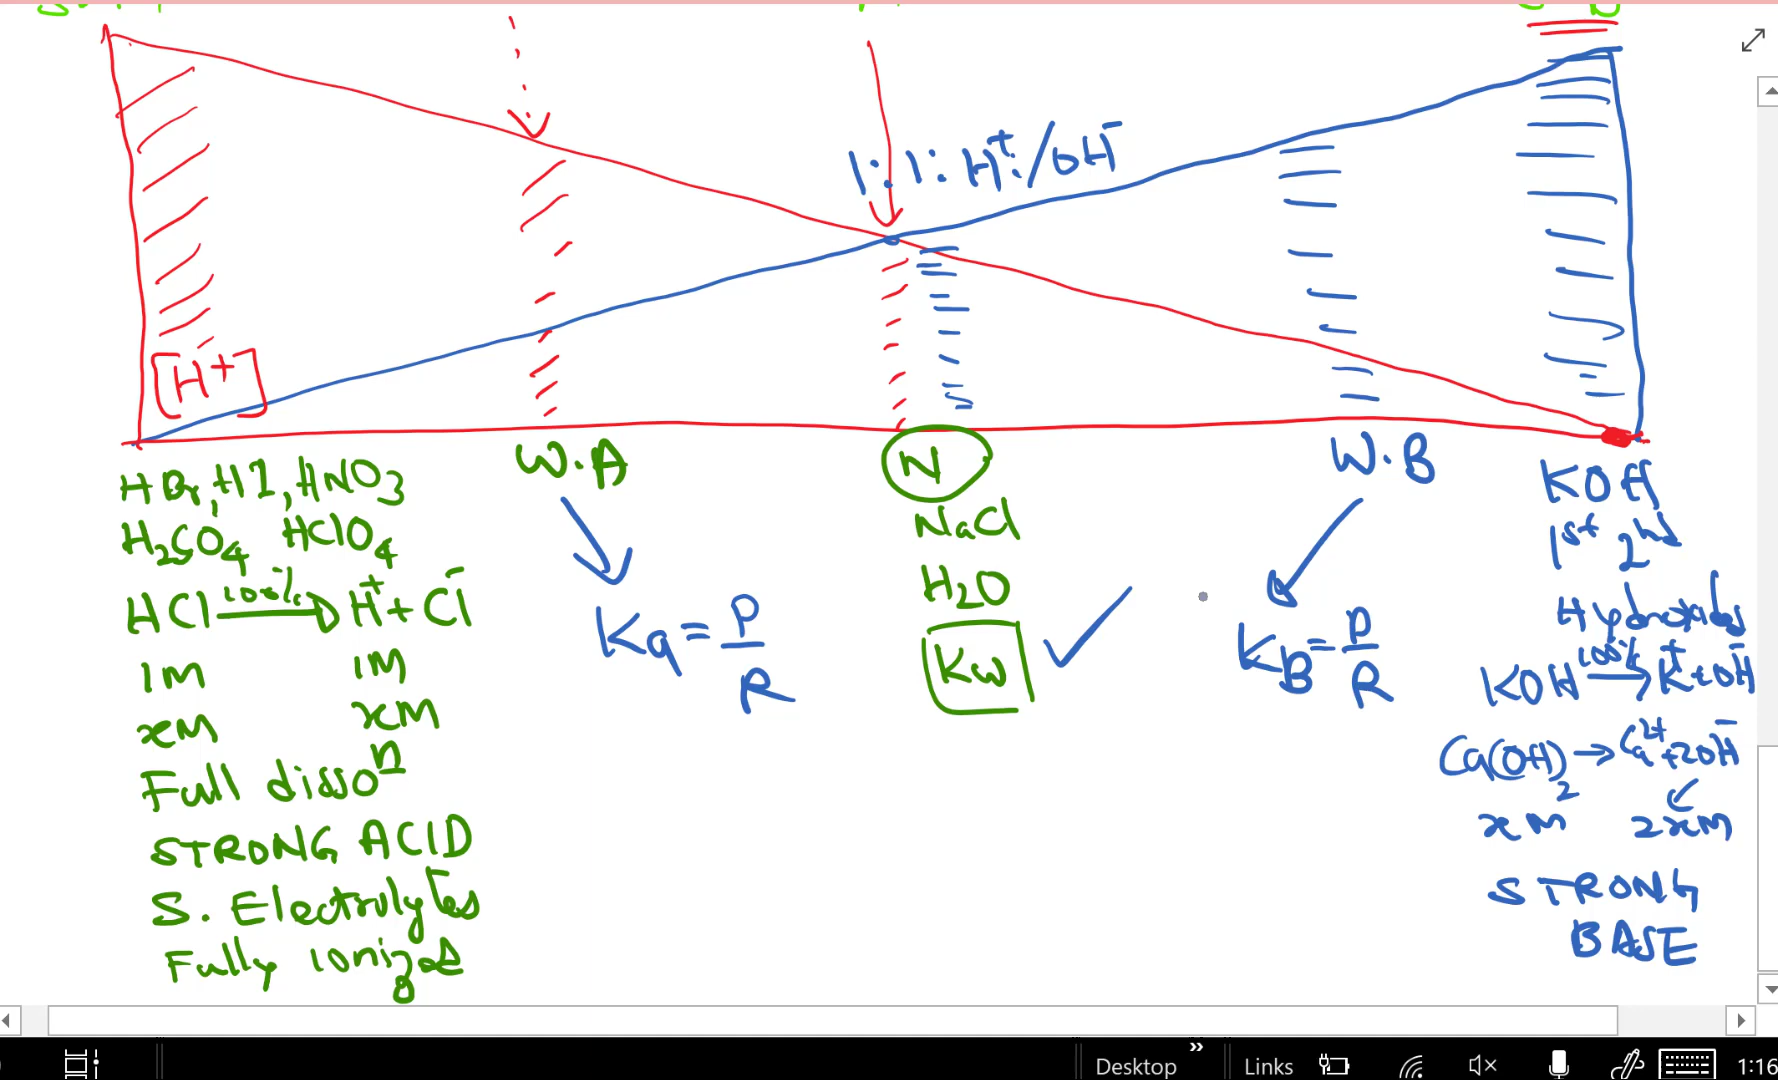 1:1: H⁺:/OH⁻
[H⁺]
W.A
N
W.B
HBr, HI, HNO3
H2SO4 HClO4
HCl 100% → H⁺ + Cl⁻
1M 1M
xM xM
Full dissoⁿ
STRONG ACID
S. Electrolytes
Fully ionized
Ka = P/R
NaCl
H2O
Kw
KB = P/R
KOH
1st 2nd
Hydroxides
KOH 100% → K⁺ + OH⁻
Ca(OH)2 → Ca²⁺ + 2OH⁻
xM 2xM
STRONG
BASE
Desktop
»
Links
1:16